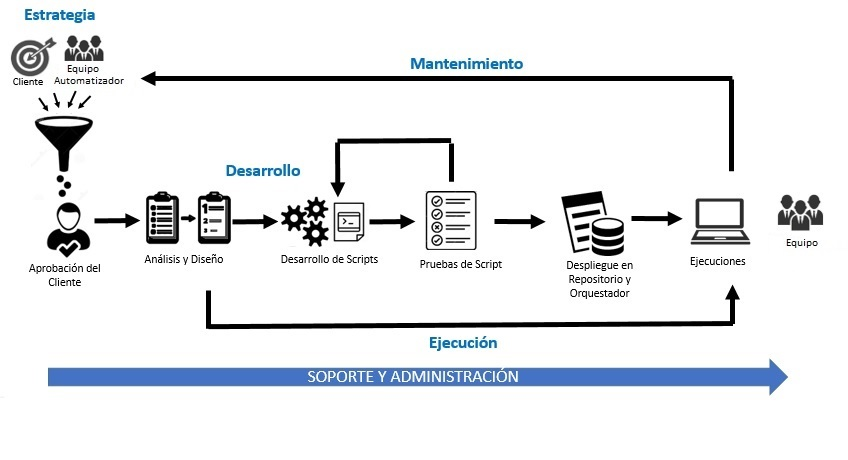 Estrategia
Cliente
Equipo
Automatizador
Mantenimiento
Desarrollo
Aprobación del
Cliente
Análisis y Diseño
Desarrollo de Scripts
Pruebas de Script
Despliegue en
Repositorio y
Orquestador
Ejecuciones
Equipo
Ejecución
SOPORTE Y ADMINISTRACIÓN